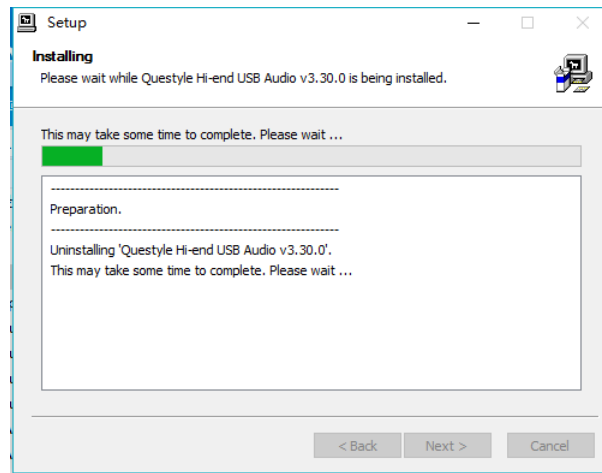 Setup
Installing
Please wait while Questyle Hi-end USB Audio v3.30.0 is being installed.
This may take some time to complete. Please wait ...
-----------------------------------------------------------
Preparation.
-----------------------------------------------------------
Uninstalling 'Questyle Hi-end USB Audio v3.30.0'.
This may take some time to complete. Please wait ...
< Back
Next >
Cancel